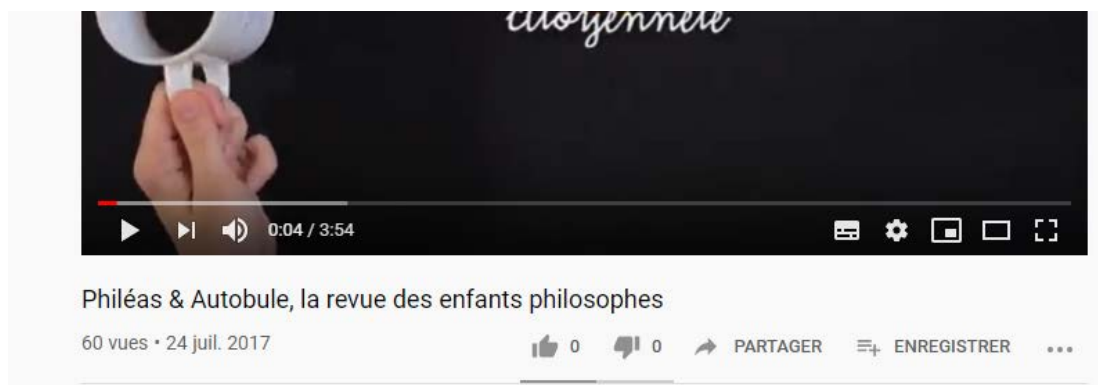 citoyenneté
0:04 / 3:54
Philéas & Autobule, la revue des enfants philosophes
60 vues • 24 juil. 2017
0
0
PARTAGER
ENREGISTRER